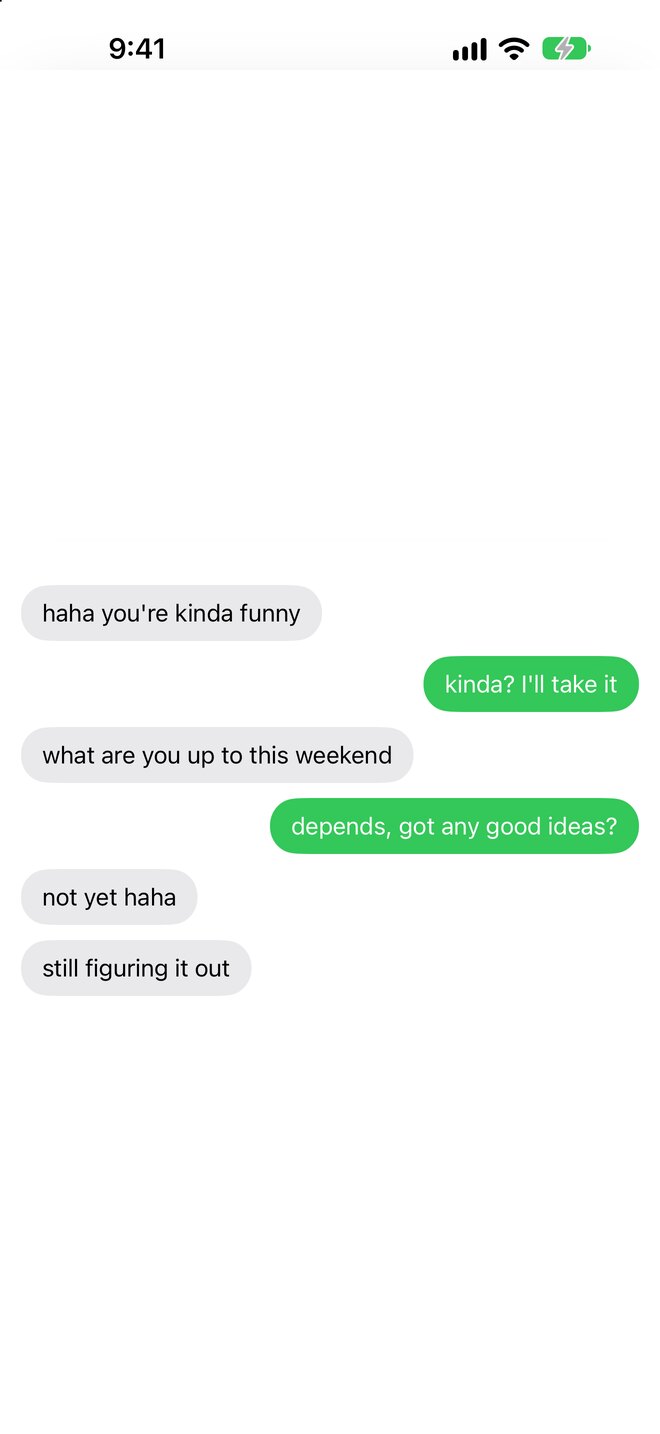 9:41
haha you're kinda funny
kinda? I'll take it
what are you up to this weekend
depends, got any good ideas?
not yet haha
still figuring it out